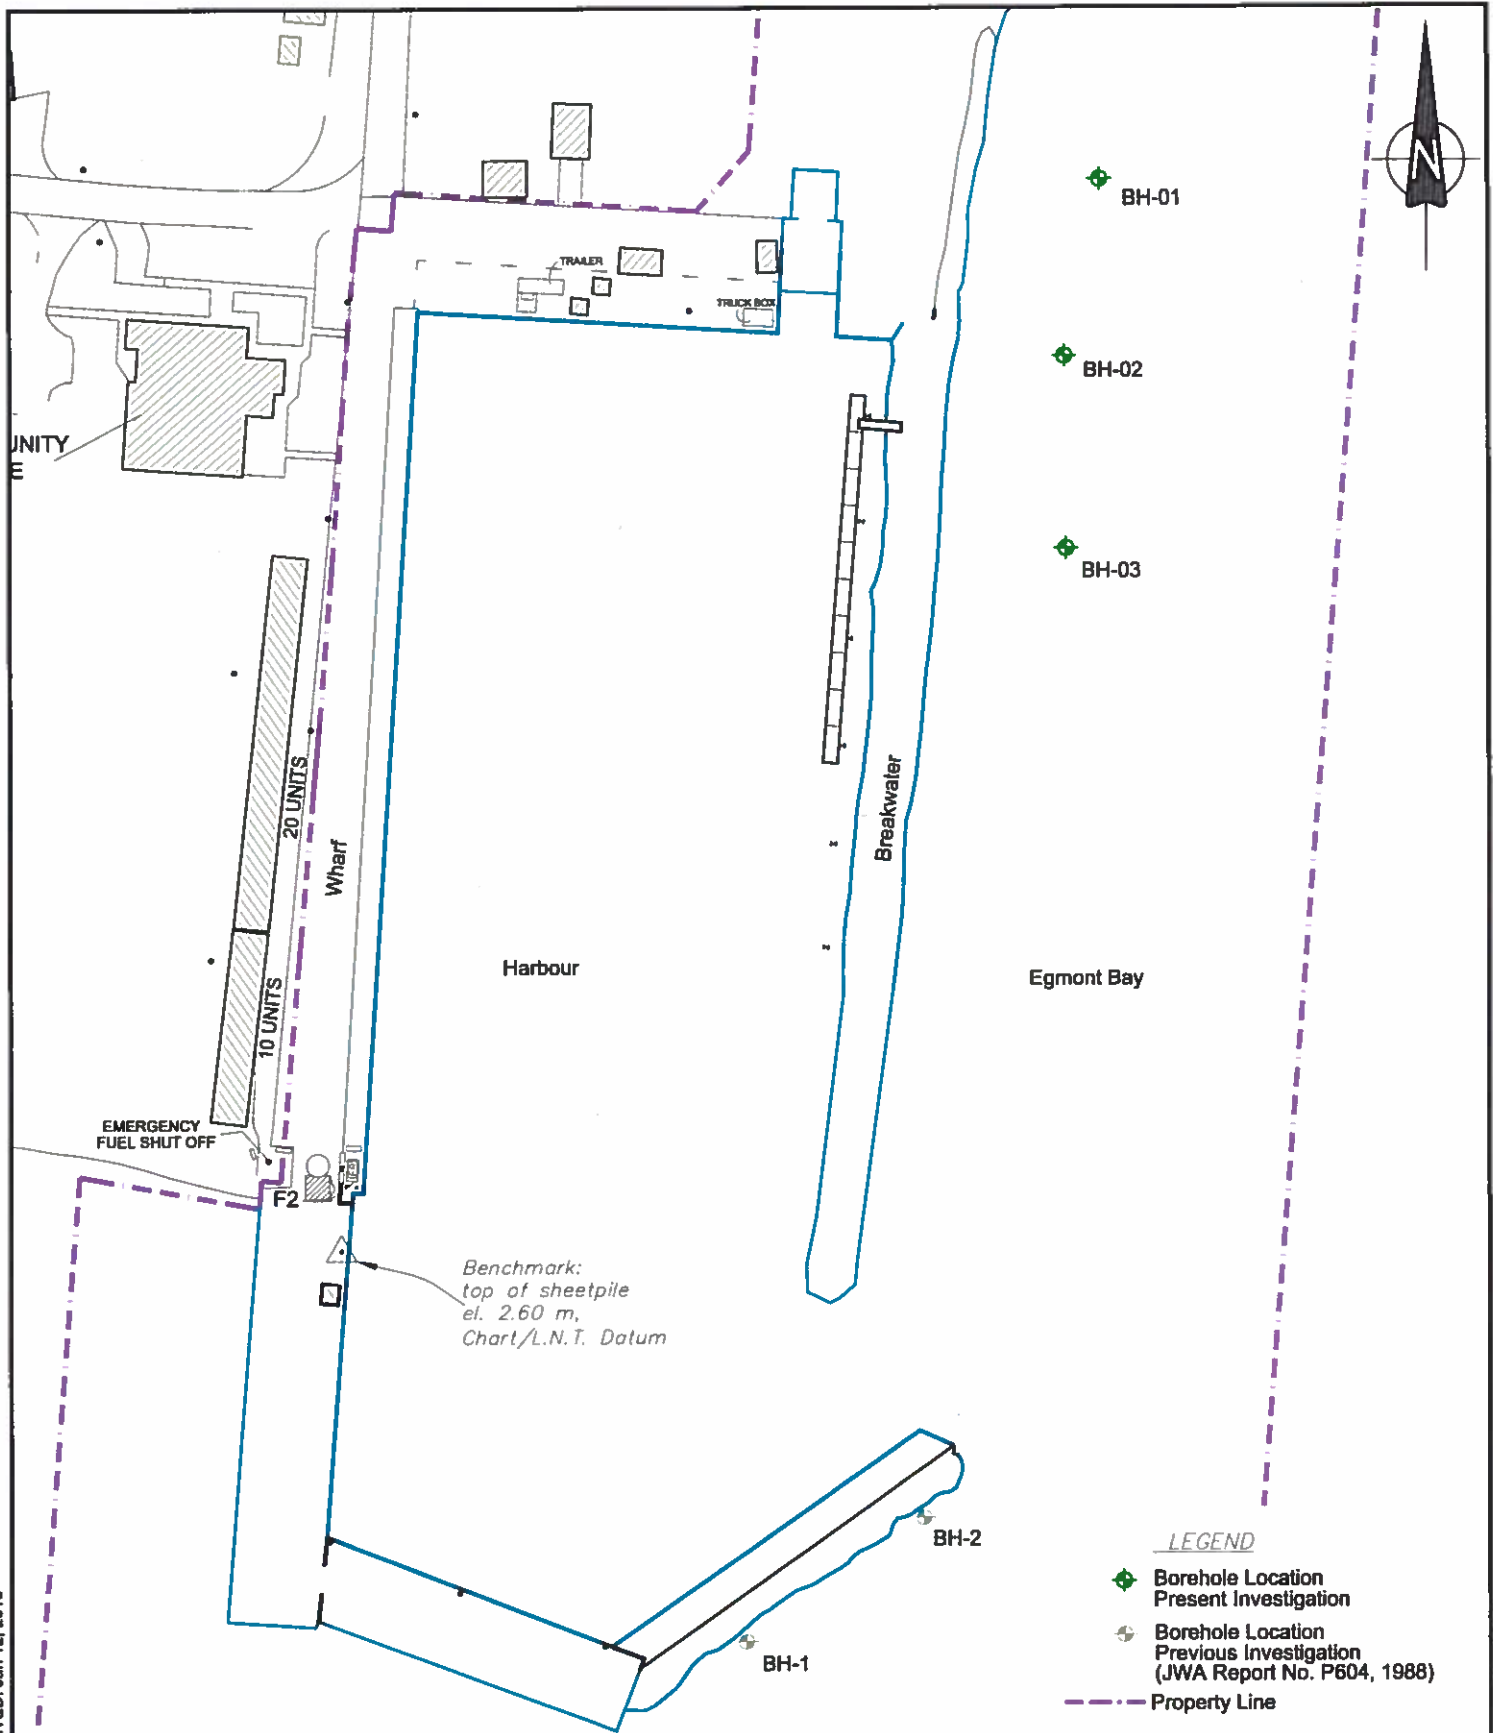 N
BH-01
TRAILER
TRUCK BOX
BH-02
UNITY
E
BH-03
20 UNITS
Wharf
Breakwater
Harbour
Egmont Bay
10 UNITS
EMERGENCY
FUEL SHUT OFF
F2
Benchmark:
top of sheetpile
el. 2.60 m,
Chart/L.N.T. Datum
BH-2
BH-1
LEGEND
Borehole Location
Present Investigation
Borehole Location
Previous Investigation
(JWA Report No. P604, 1988)
Property Line